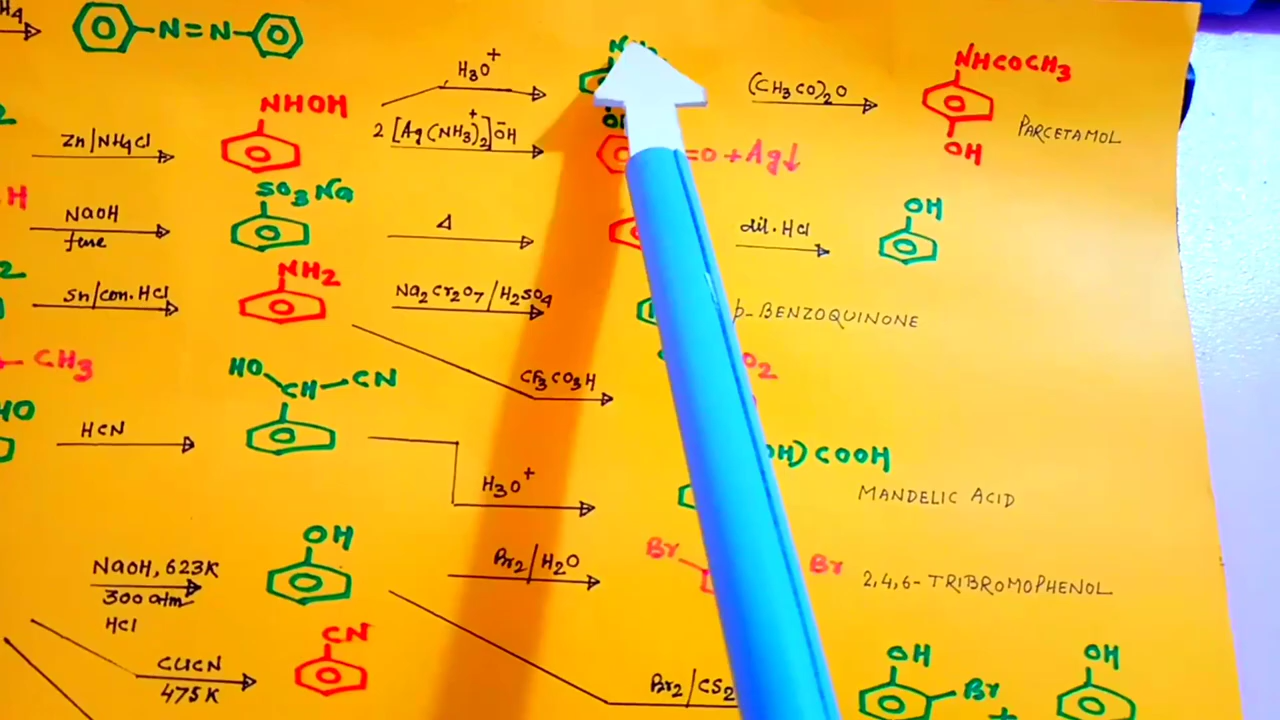 N=N
H₃O⁺
(CH₃CO)₂O
NHCOCH₃
OH
PARCETAMOL
Zn/NH₄Cl
NHOH
2[Ag(NH₃)₂]⁺OH⁻
=O + Ag↓
H
NaOH
fuse
SO₃Na
Δ
dil. HCl
OH
Sn/con. HCl
NH₂
Na₂Cr₂O₇/H₂SO₄
p-BENZOQUINONE
CH₃
CF₃CO₃H
O₂
HO
HCN
HO
CH
CN
H₃O⁺
OH)COOH
MANDELIC ACID
NaOH, 623K
300 atm
HCl
OH
Br₂/H₂O
Br
Br
2,4,6-TRIBROMOPHENOL
CUCN
475K
CN
Br₂/CS₂
OH
Br
+
OH